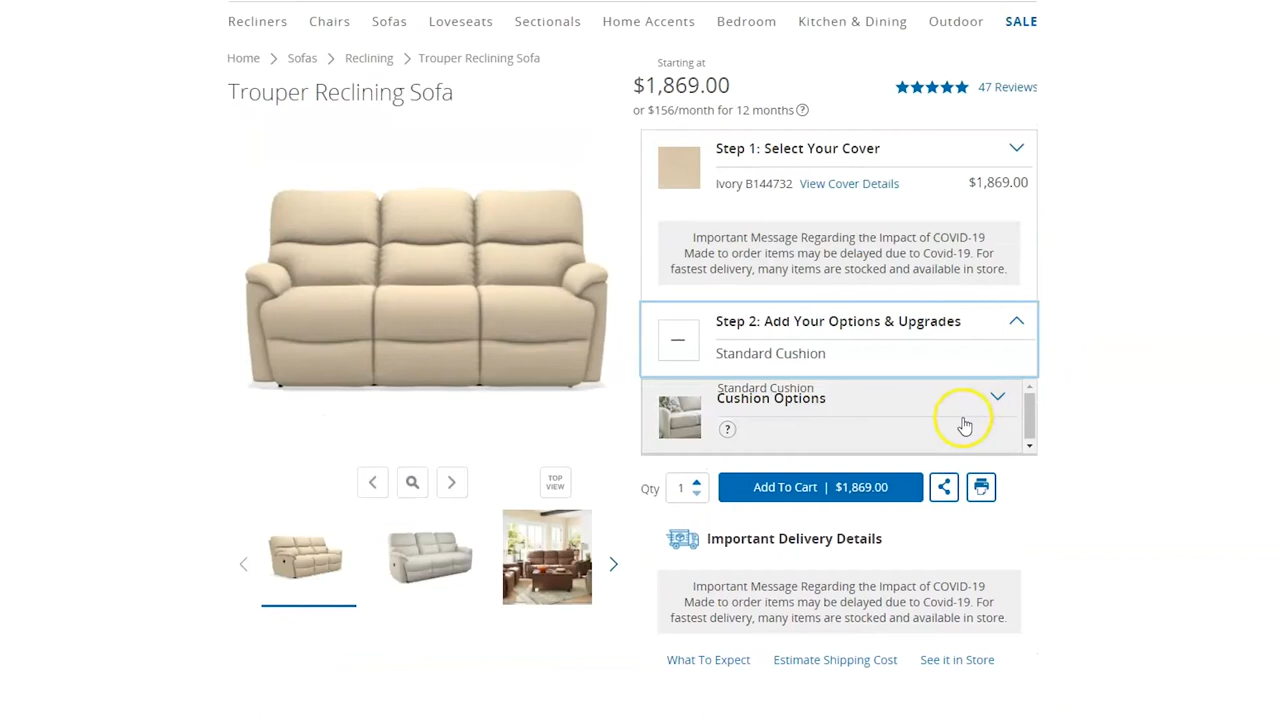 Recliners Chairs Sofas Loveseats Sectionals Home Accents Bedroom Kitchen & Dining Outdoor SALE
Home Sofas Reclining Trouper Reclining Sofa
Trouper Reclining Sofa
Starting at
$1,869.00
47 Reviews
or $156/month for 12 months ?
Step 1: Select Your Cover
Ivory B144732 View Cover Details $1,869.00
Important Message Regarding the Impact of COVID-19
Made to order items may be delayed due to Covid-19. For
fastest delivery, many items are stocked and available in store.
Step 2: Add Your Options & Upgrades
Standard Cushion
Standard Cushion
Cushion Options
?
TOP
VIEW
Qty 1 Add To Cart | $1,869.00
Important Delivery Details
Important Message Regarding the Impact of COVID-19
Made to order items may be delayed due to Covid-19. For
fastest delivery, many items are stocked and available in store.
What To Expect Estimate Shipping Cost See it in Store